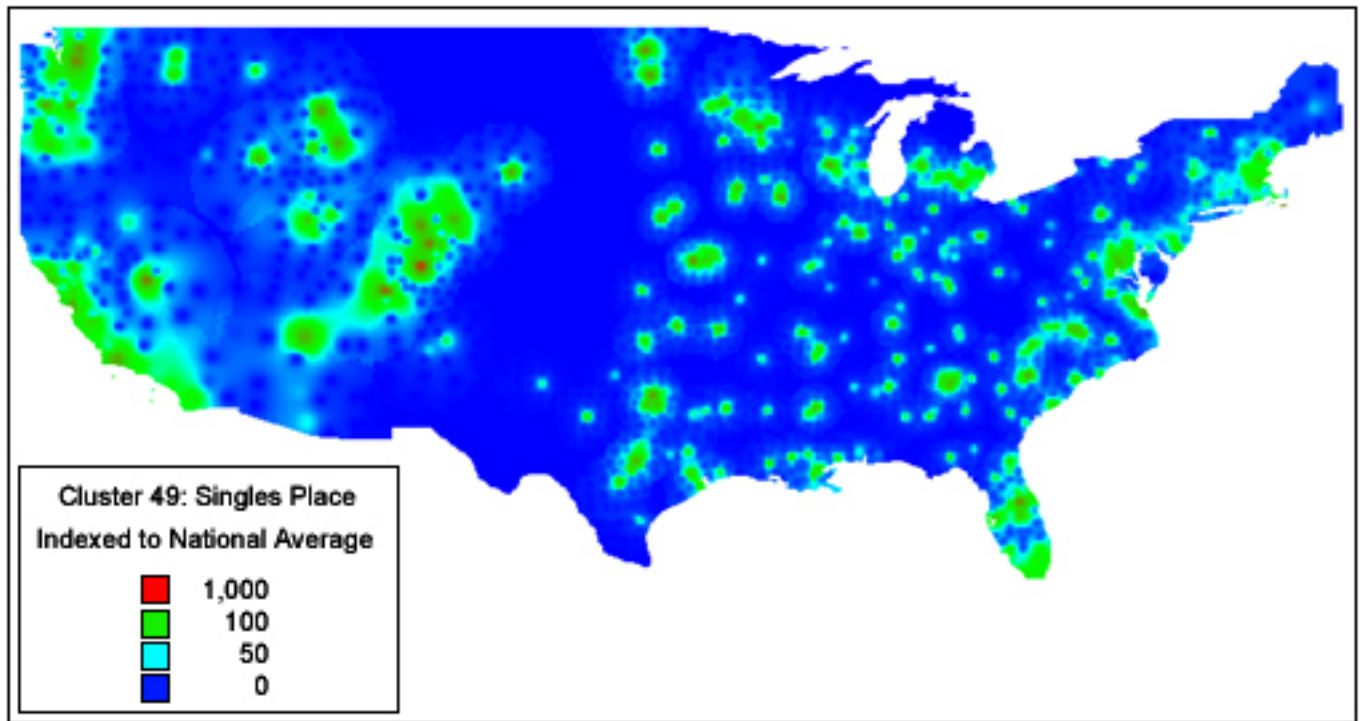 Cluster 49: Singles Place
Indexed to National Average
1,000
100
50
0